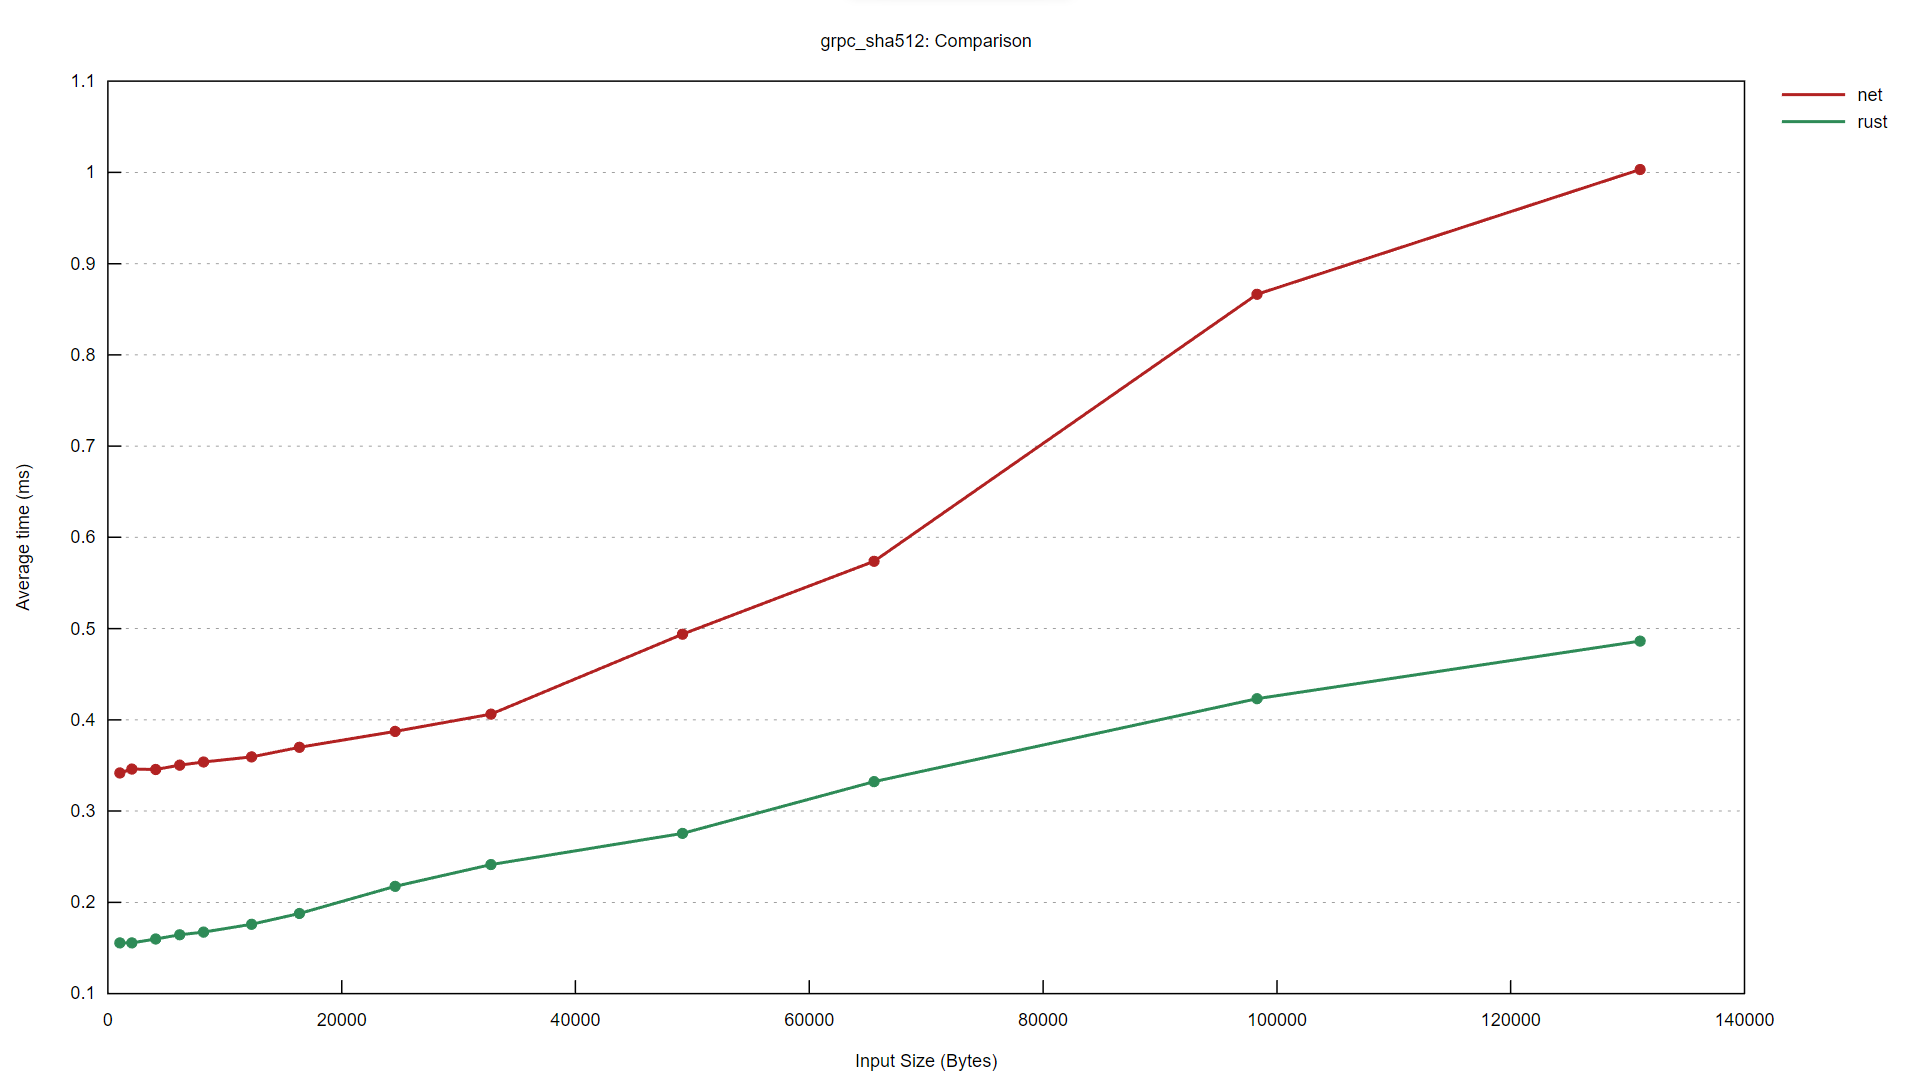 grpc_sha512: Comparison
net
rust
1.1
1
0.9
0.8
0.7
0.6
0.5
0.4
0.3
0.2
0.1
Average time (ms)
0 20000 40000 60000 80000 100000 120000 140000
Input Size (Bytes)